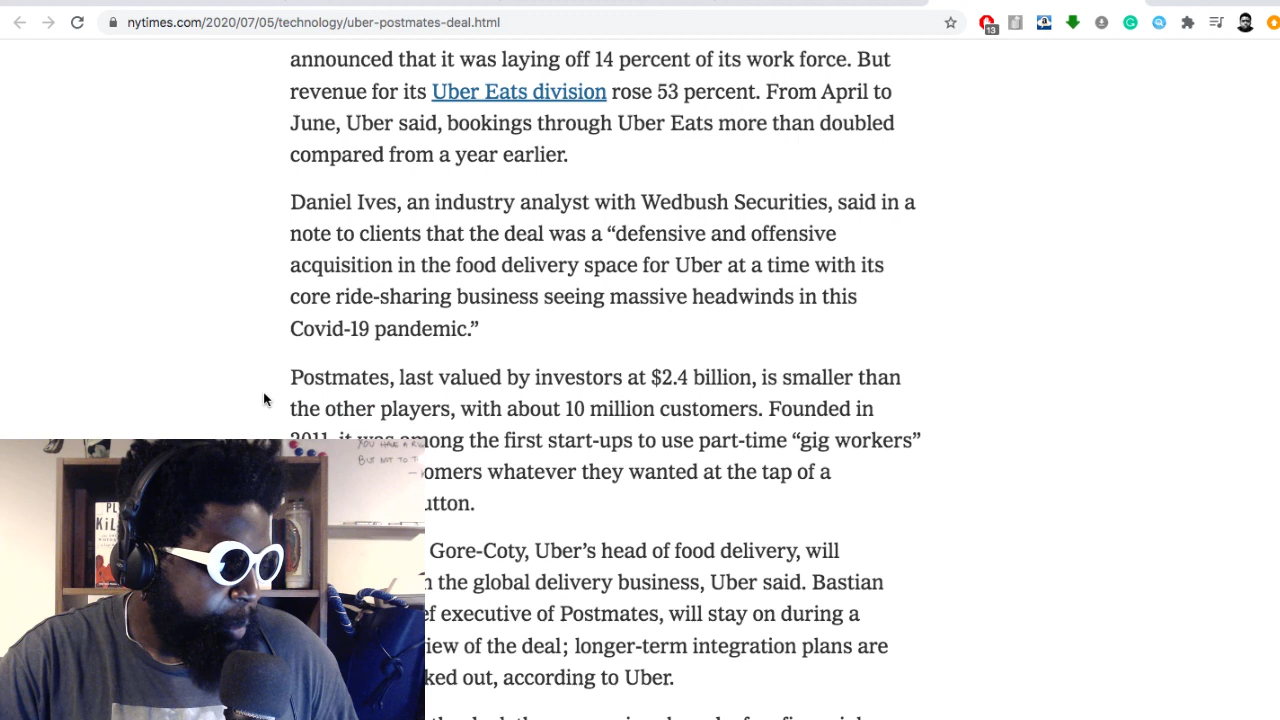 nytimes.com/2020/07/05/technology/uber-postmates-deal.html
13
announced that it was laying off 14 percent of its work force. But
revenue for its Uber Eats division rose 53 percent. From April to
June, Uber said, bookings through Uber Eats more than doubled
compared from a year earlier.
Daniel Ives, an industry analyst with Wedbush Securities, said in a
note to clients that the deal was a “defensive and offensive
acquisition in the food delivery space for Uber at a time with its
core ride-sharing business seeing massive headwinds in this
Covid-19 pandemic.”
Postmates, last valued by investors at $2.4 billion, is smaller than
the other players, with about 10 million customers. Founded in
2011, it was among the first start-ups to use part-time “gig workers”
omers whatever they wanted at the tap of a
utton.
Gore-Coty, Uber’s head of food delivery, will
the global delivery business, Uber said. Bastian
ef executive of Postmates, will stay on during a
iew of the deal; longer-term integration plans are
ked out, according to Uber.
YOU HAVE A
BUT NOT TO
PL
KIL